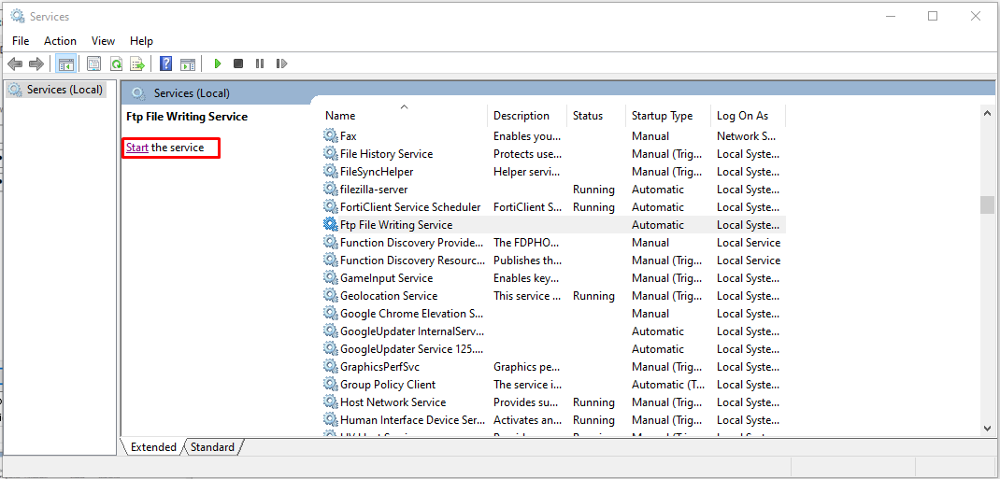 Services
File Action View Help
Services (Local)
Services (Local)
Ftp File Writing Service
Start the service
Name Description Status Startup Type Log On As
Fax Enables you... Manual Network S...
File History Service Protects use... Manual (Trig... Local Syste...
FileSyncHelper Helper servi... Manual (Trig... Local Syste...
filezilla-server Running Automatic Local Syste...
FortiClient Service Scheduler FortiClient S... Running Automatic Local Syste...
Ftp File Writing Service Automatic Local Syste...
Function Discovery Provide... The FDPHO... Manual Local Service
Function Discovery Resourc... Publishes th... Manual (Trig... Local Service
GameInput Service Enables key... Manual (Trig... Local Syste...
Geolocation Service This service ... Running Manual (Trig... Local Syste...
Google Chrome Elevation S... Manual Local Syste...
GoogleUpdater InternalServ... Automatic Local Syste...
GoogleUpdater Service 125.... Automatic Local Syste...
GraphicsPerfSvc Graphics pe... Manual (Trig... Local Syste...
Group Policy Client The service i... Automatic (T... Local Syste...
Host Network Service Provides su... Running Manual (Trig... Local Syste...
Human Interface Device Ser... Activates an... Running Manual (Trig... Local Syste...
Extended Standard